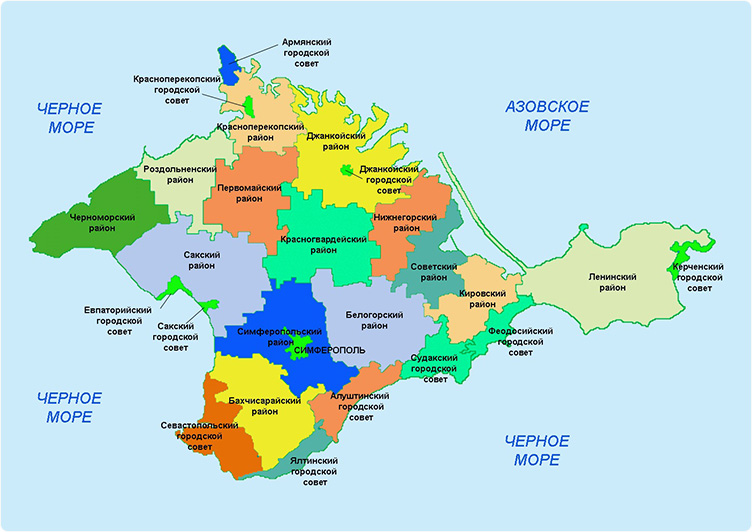 Армянский
городской
совет
Красноперекопский
городской
совет
ЧЕРНОЕ
МОРЕ
АЗОВСКОЕ
МОРЕ
Красноперекопский
район
Джанкойский
район
Роздольненский
район
Первомайский
район
Джанкойский
городской
совет
Черноморский
район
Нижнегорский
район
Красногвардейский
район
Сакский
район
Советский
район
Ленинский
район
Керченский
городской
совет
Кировский
район
Евпаторийский
городской
совет
Сакский
городской
совет
Симферопольский
район
СИМФЕРОПОЛЬ
Белогорский
район
Феодесийский
городской
совет
Судакский
городской
совет
ЧЕРНОЕ
МОРЕ
Бахчисарайский
район
Алуштинский
городской
совет
Севастопольский
городской
совет
Ялтинский
городской
совет
ЧЕРНОЕ
МОРЕ